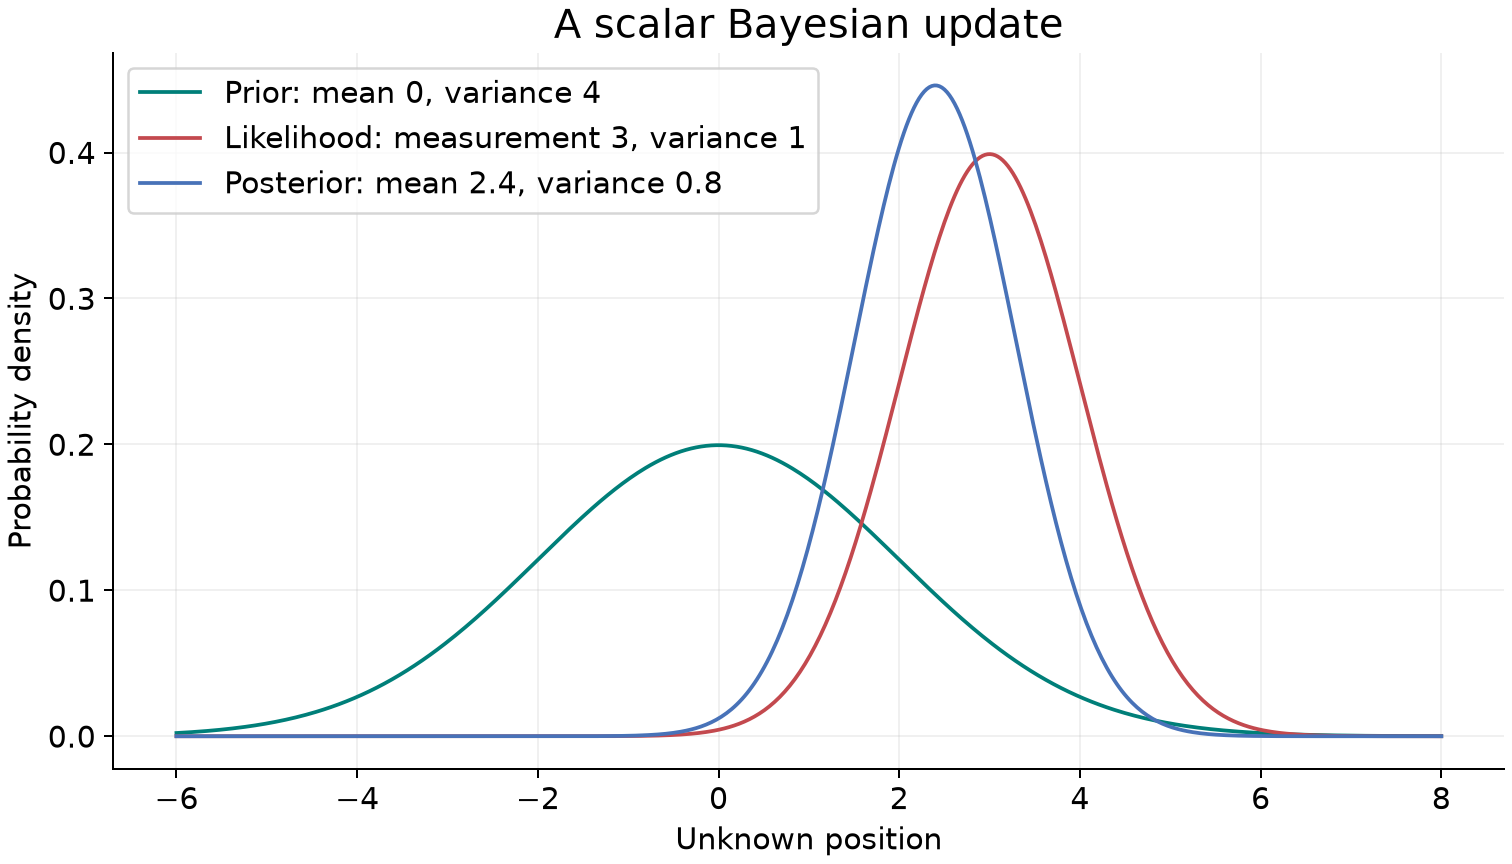 A scalar Bayesian update
Prior: mean 0, variance 4
Likelihood: measurement 3, variance 1
Posterior: mean 2.4, variance 0.8
Probability density
0.4
0.3
0.2
0.1
0.0
−6 −4 −2 0 2 4 6 8
Unknown position